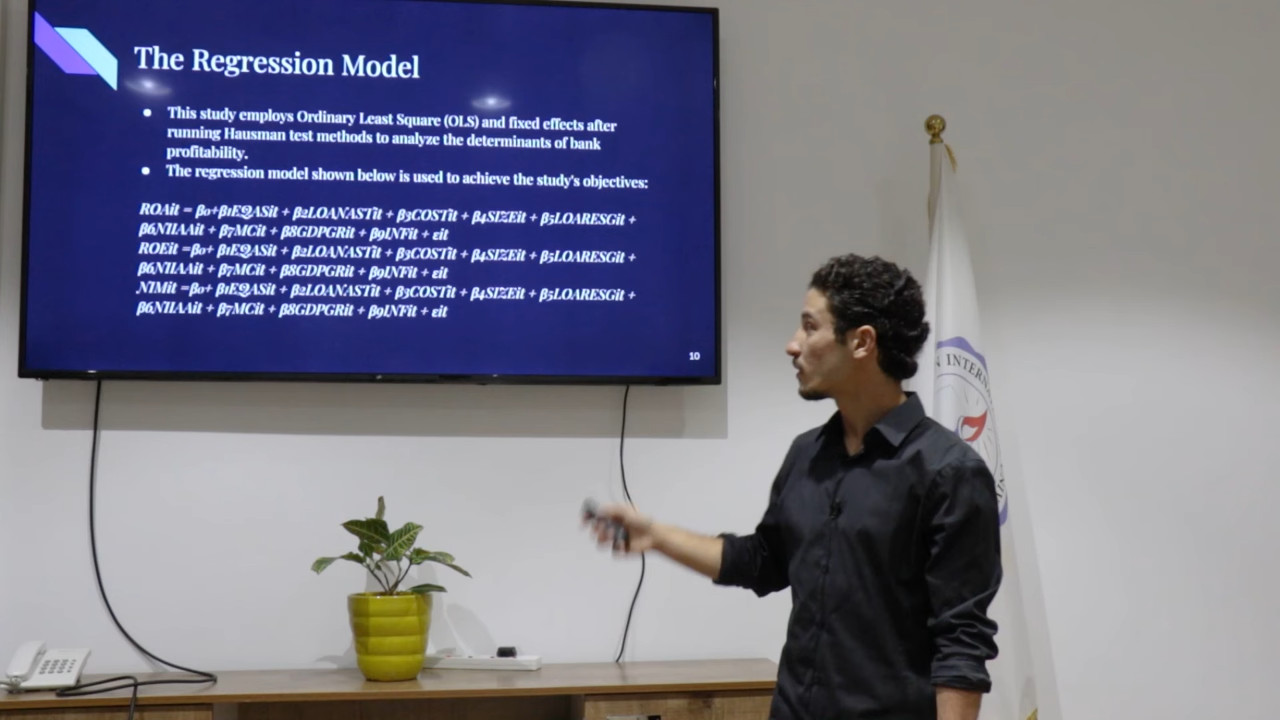 The Regression Model
● This study employs Ordinary Least Square (OLS) and fixed effects after
running Hausman test methods to analyze the determinants of bank
profitability.
● The regression model shown below is used to achieve the study's objectives:
ROAit = β0+β1EQASit + β2LOANASTit + β3COSTit + β4SIZEit + β5LOARESGit +
β6NIIAAit + β7MCit + β8GDPGRit + β9INFit + εit
ROEit =β0+ β1EQASit + β2LOANASTit + β3COSTit + β4SIZEit + β5LOARESGit +
β6NIIAAit + β7MCit + β8GDPGRit + β9INFit + εit
NIMit =β0+ β1EQASit + β2LOANASTit + β3COSTit + β4SIZEit + β5LOARESGit +
β6NIIAAit + β7MCit + β8GDPGRit + β9INFit + εit
10
N INTERN